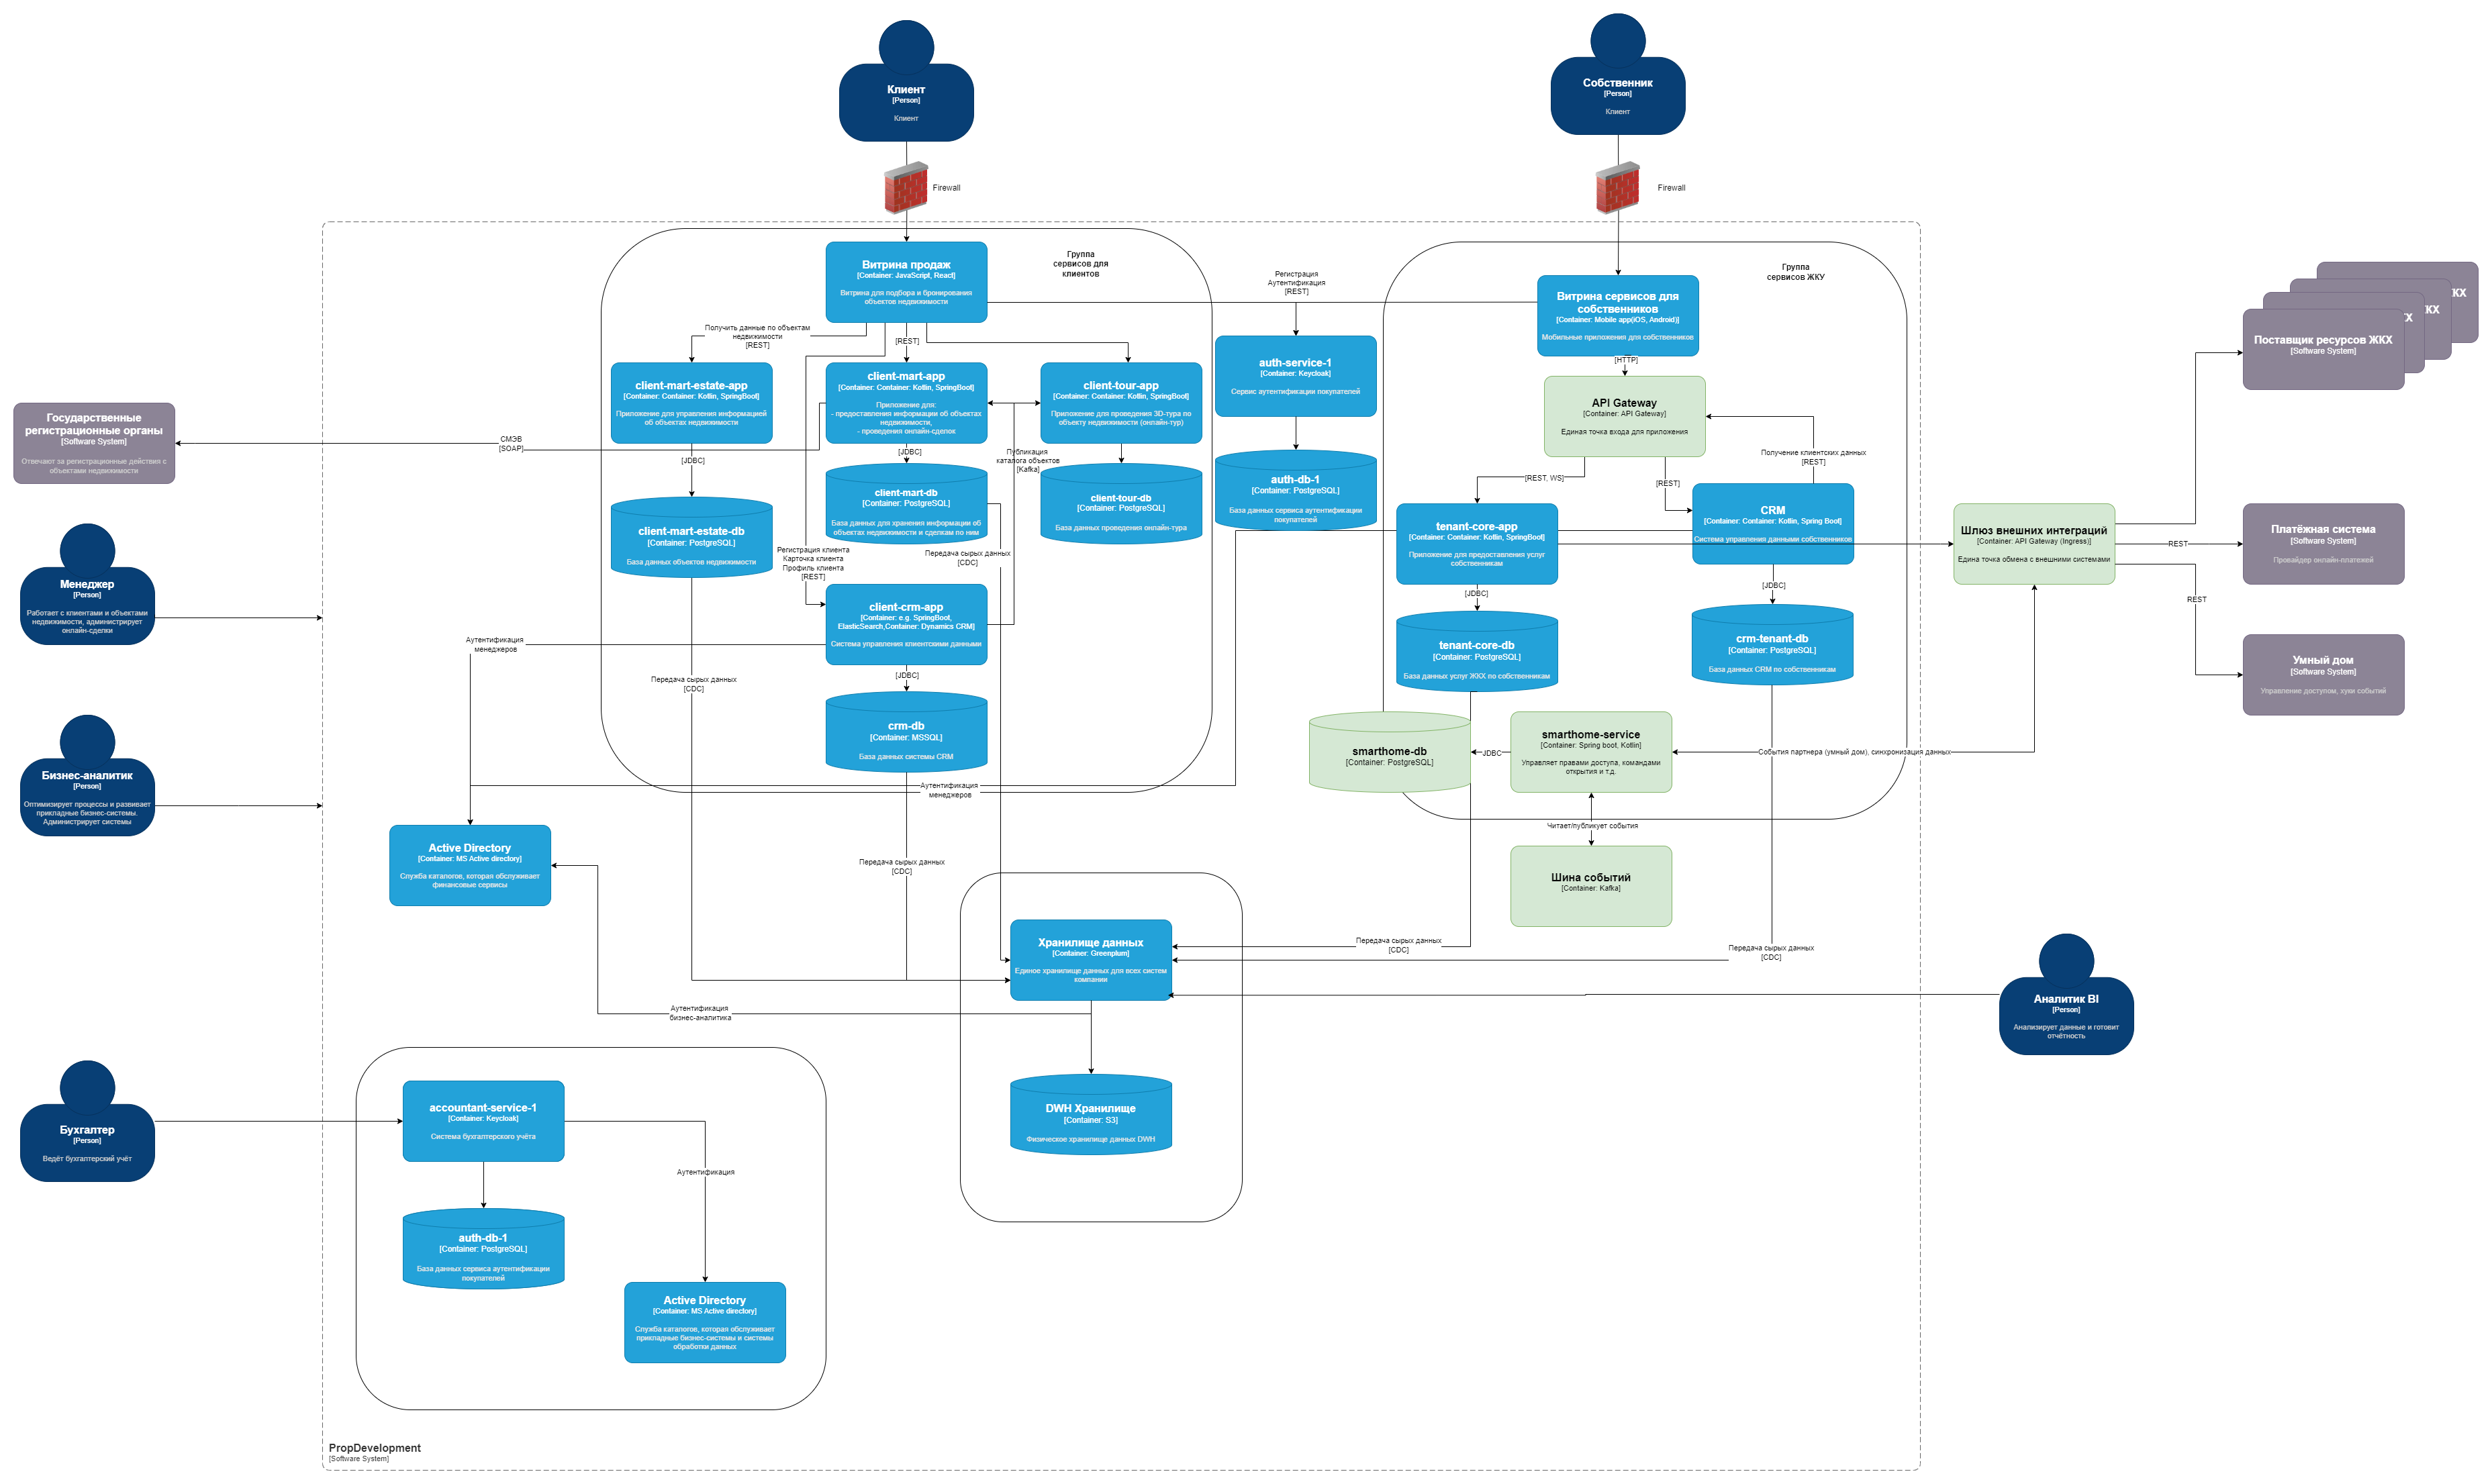 Клиент
[Person]
Клиент
Собственник
[Person]
Клиент
Firewall
Firewall
Группа
сервисов для
клиентов
Витрина продаж
[Container: JavaScript, React]
Витрина для подбора и бронирования
объектов недвижимости
Группа
сервисов ЖКУ
Регистрация
Аутентификация
[REST]
Витрина сервисов для
собственников
[Container: Mobile app(iOS, Android)]
Мобильные приложения для собственников
Получить данные по объектам
недвижимости
[REST]
[REST]
[HTTP]
client-mart-estate-app
[Container: Container: Kotlin, SpringBoot]
Приложение для управления информацией
об объектах недвижимости
client-mart-app
[Container: Container: Kotlin, SpringBoot]
Приложение для:
- предоставления информации об объектах
недвижимости,
- проведения онлайн-сделок
client-tour-app
[Container: Container: Kotlin, SpringBoot]
Приложение для проведения 3D-тура по
объекту недвижимости (онлайн-тур)
auth-service-1
[Container: Keycloak]
Сервис аутентификации покупателей
API Gateway
[Container: API Gateway]
Единая точка входа для приложения
КХ
КХ
Х
Поставщик ресурсов ЖКХ
[Software System]
Государственные
регистрационные органы
[Software System]
Отвечают за регистрационные действия с
объектами недвижимости
СМЭВ
[SOAP]
[JDBC]
[JDBC]
Публикация
каталога объектов
[Kafka]
Получение клиентских данных
[REST]
[REST, WS]
[REST]
client-mart-estate-db
[Container: PostgreSQL]
База данных объектов недвижимости
client-mart-db
[Container: PostgreSQL]
База данных для хранения информации об
объектах недвижимости и сделкам по ним
client-tour-db
[Container: PostgreSQL]
База данных проведения онлайн-тура
auth-db-1
[Container: PostgreSQL]
База данных сервиса аутентификации
покупателей
tenant-core-app
[Container: Container: Kotlin, SpringBoot]
Приложение для предоставления услуг
собственникам
CRM
[Container: Container: Kotlin, Spring Boot]
Система управления данными собственников
Шлюз внешних интеграций
[Container: API Gateway (Ingress)]
Едина точка обмена с внешними системами
REST
Платёжная система
[Software System]
Провайдер онлайн-платежей
REST
Умный дом
[Software System]
Управление доступом, хуки событий
Менеджер
[Person]
Работает с клиентами и объектами
недвижимости, администрирует
онлайн-сделки
Регистрация клиента
Карточка клиента
Профиль клиента
[REST]
Передача сырых данных
[CDC]
client-crm-app
[Container: e.g. SpringBoot,
ElasticSearch,Container: Dynamics CRM]
Система управления клиентскими данными
[JDBC]
[JDBC]
Аутентификация
менеджеров
tenant-core-db
[Container: PostgreSQL]
База данных услуг ЖКХ по собственникам
crm-tenant-db
[Container: PostgreSQL]
База данных CRM по собственникам
Передача сырых данных
[CDC]
[JDBC]
crm-db
[Container: MSSQL]
База данных системы CRM
smarthome-db
[Container: PostgreSQL]
JDBC
smarthome-service
[Container: Spring boot, Kotlin]
Управляет правами доступа, командами
открытия и т.д.
События партнера (умный дом), синхронизация данных
Бизнес-аналитик
[Person]
Оптимизирует процессы и развивает
прикладные бизнес-системы.
Администрирует системы
Аутентификация
менеджеров
Читает/публикует события
Active Directory
[Container: MS Active directory]
Служба каталогов, которая обслуживает
финансовые сервисы
Передача сырых данных
[CDC]
Шина событий
[Container: Kafka]
Хранилище данных
[Container: Greenplum]
Единое хранилище данных для всех систем
компании
Передача сырых данных
[CDC]
Передача сырых данных
[CDC]
Аналитик BI
[Person]
Анализирует данные и готовит
отчётность
Аутентификация
бизнес-аналитика
Бухгалтер
[Person]
Ведёт бухгалтерский учёт
accountant-service-1
[Container: Keycloak]
Система бухгалтерского учёта
DWH Хранилище
[Container: S3]
Физическое хранилище данных DWH
Аутентификация
auth-db-1
[Container: PostgreSQL]
База данных сервиса аутентификации
покупателей
Active Directory
[Container: MS Active directory]
Служба каталогов, которая обслуживает
прикладные бизнес-системы и системы
обработки данных
PropDevelopment
[Software System]